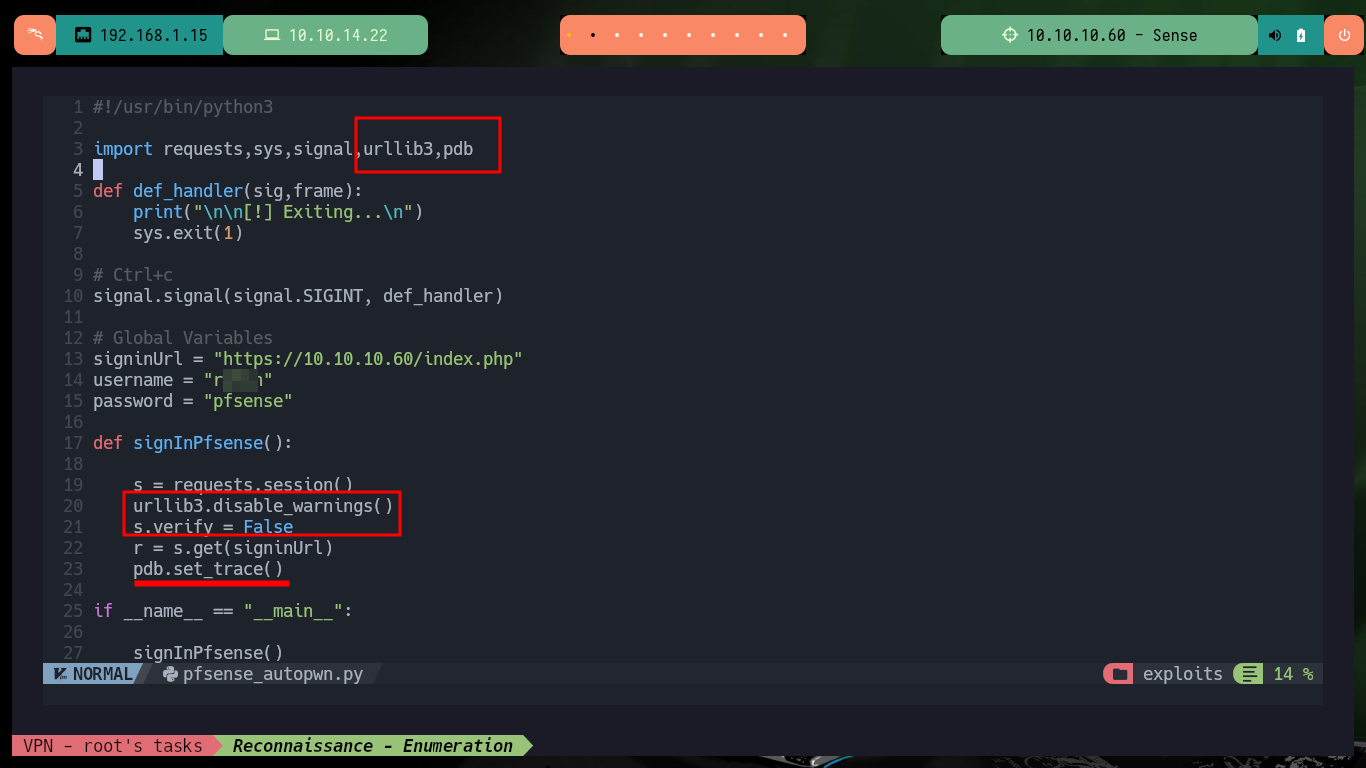 192.168.1.15 10.10.14.22 10.10.10.60 - Sense
1 #!/usr/bin/python3
2
3 import requests,sys,signal,urllib3,pdb
4
5 def def_handler(sig,frame):
6 print("\n\n[!] Exiting...\n")
7 sys.exit(1)
8
9 # Ctrl+c
10 signal.signal(signal.SIGINT, def_handler)
11
12 # Global Variables
13 signinUrl = "https://10.10.10.60/index.php"
14 username = "
15 password = "pfsense"
16
17 def signInPfsense():
18
19 s = requests.session()
20 urllib3.disable_warnings()
21 s.verify = False
22 r = s.get(signinUrl)
23 pdb.set_trace()
24
25 if __name__ == "__main__":
26
27 signInPfsense()
NORMAL pfsense_autopwn.py exploits 14 %
VPN - root's tasks Reconnaissance - Enumeration